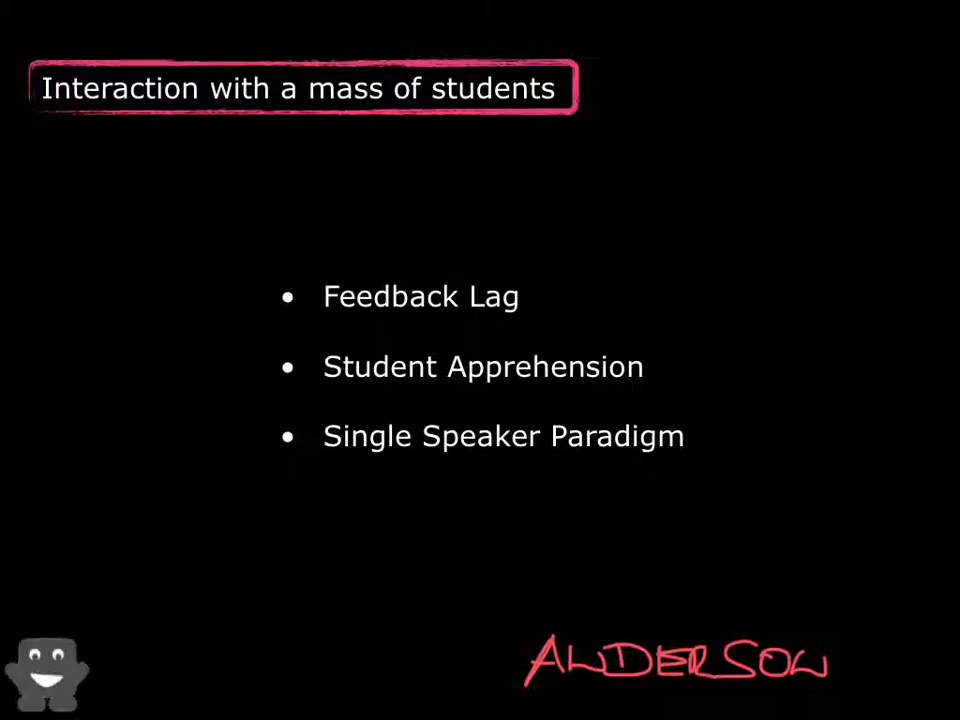 Interaction with a mass of students
• Feedback Lag
• Student Apprehension
• Single Speaker Paradigm
ANDERSON